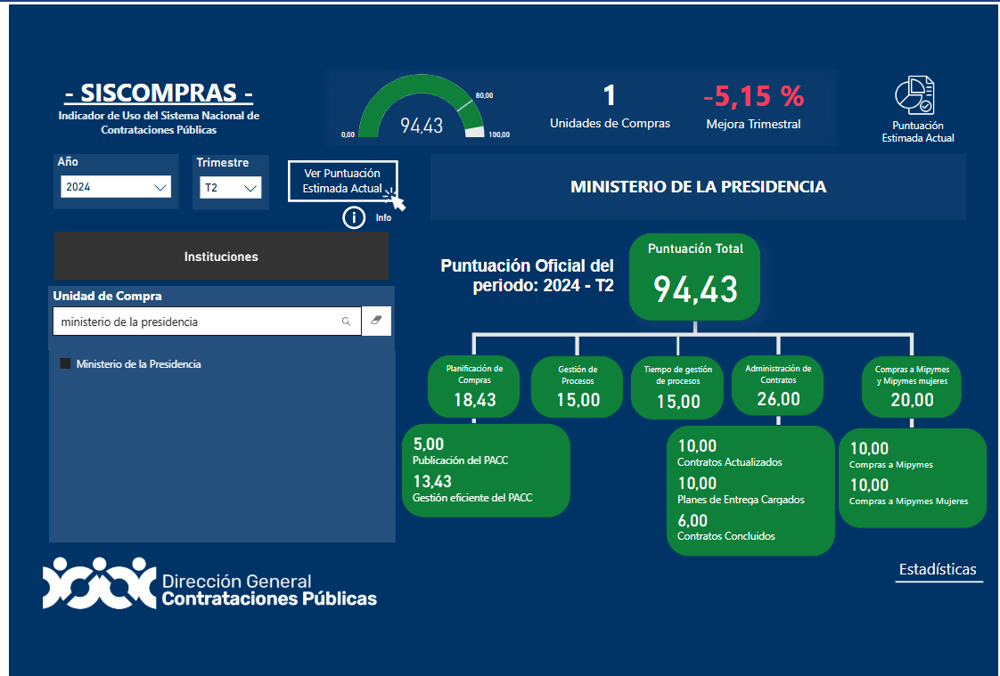 - SISCOMPRAS -
Indicador de Uso del Sistema Nacional de
Contrataciones Públicas
0,00
94,43
80,00
100,00
1
Unidades de Compras
-5,15 %
Mejora Trimestral
Puntuación
Estimada Actual
Año
2024
Trimestre
T2
Ver Puntuación
Estimada Actual
i
Info
MINISTERIO DE LA PRESIDENCIA
Instituciones
Unidad de Compra
ministerio de la presidencia
Ministerio de la Presidencia
Puntuación Oficial del
periodo: 2024 - T2
Puntuación Total
94,43
Planificación de
Compras
18,43
Gestión de
Procesos
15,00
Tiempo de gestión
de procesos
15,00
Administración de
Contratos
26,00
Compras a Mipymes
y Mipymes mujeres
20,00
5,00
Publicación del PACC
13,43
Gestión eficiente del PACC
10,00
Contratos Actualizados
10,00
Planes de Entrega Cargados
6,00
Contratos Concluidos
10,00
Compras a Mipymes
10,00
Compras a Mipymes Mujeres
Dirección General
Contrataciones Públicas
Estadísticas